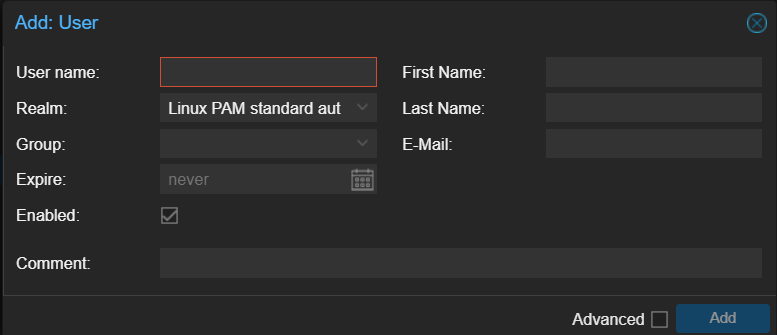 Add: User
User name:
First Name:
Realm: Linux PAM standard aut
Last Name:
Group:
E-Mail:
Expire: never
Enabled:
Comment:
Advanced
Add